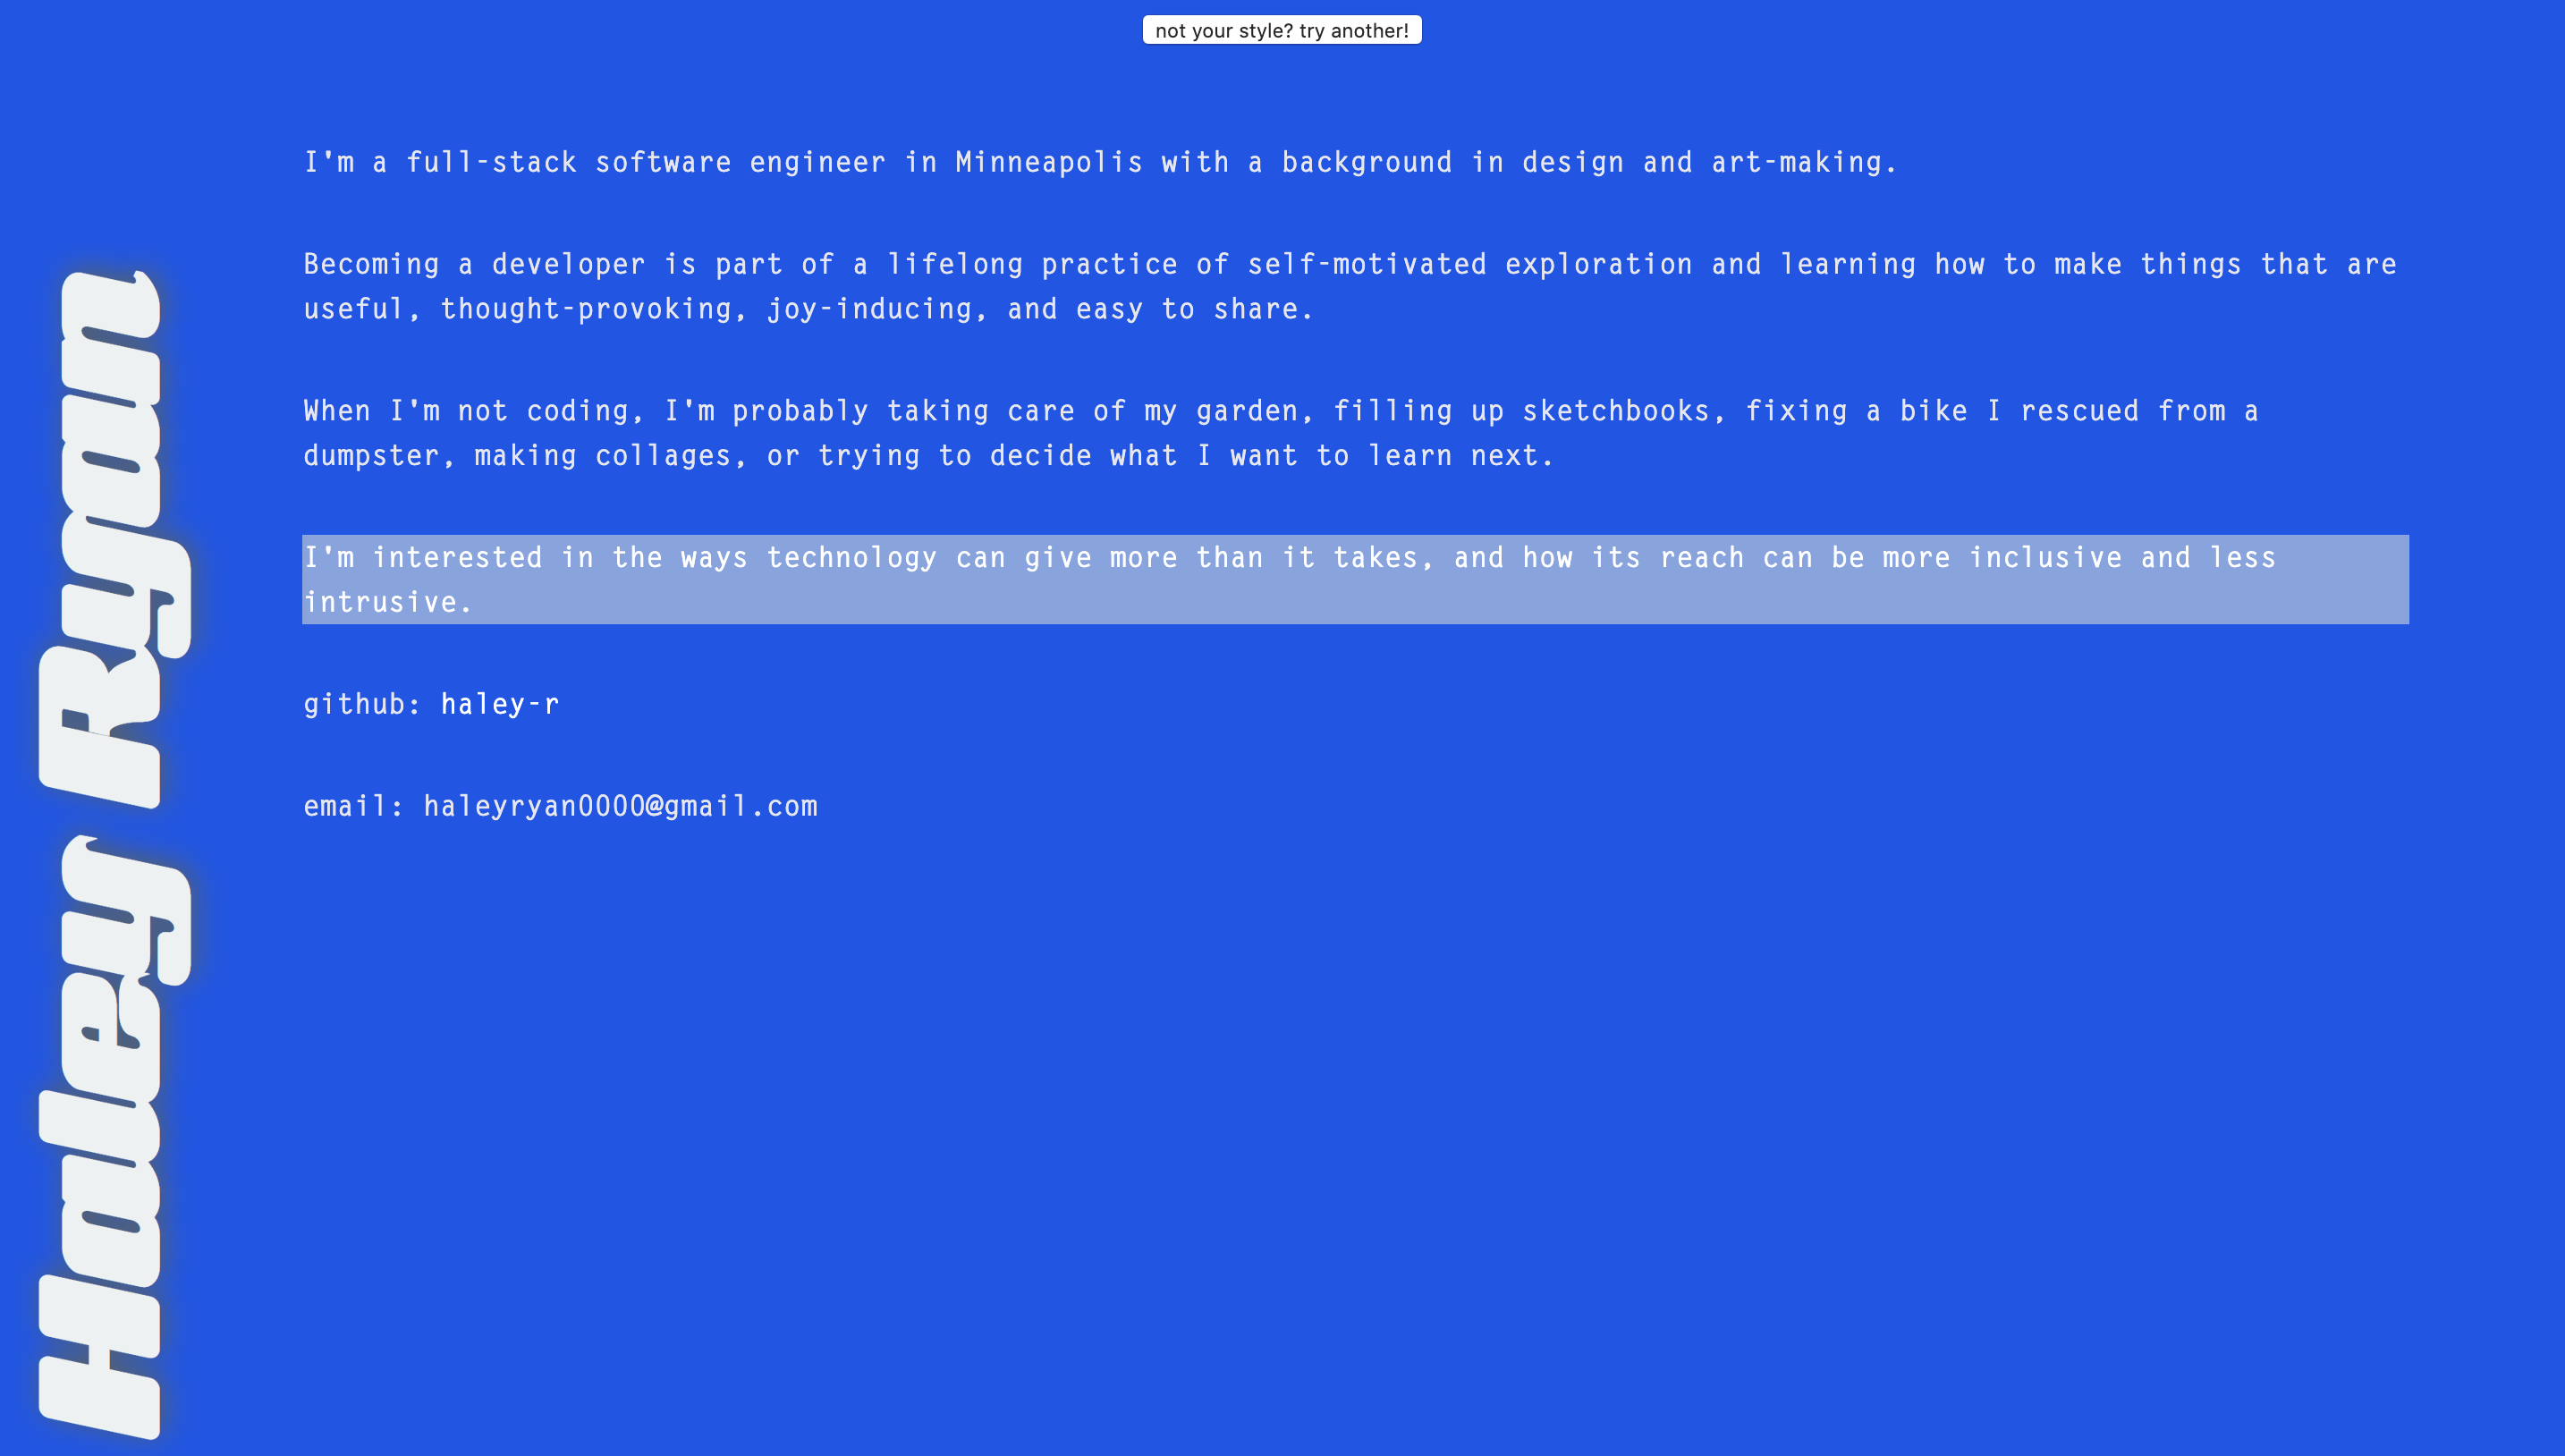 not your style? try another!
Haley Ryan
I'm a full-stack software engineer in Minneapolis with a background in design and art-making.
Becoming a developer is part of a lifelong practice of self-motivated exploration and learning how to make things that are
useful, thought-provoking, joy-inducing, and easy to share.
When I'm not coding, I'm probably taking care of my garden, filling up sketchbooks, fixing a bike I rescued from a
dumpster, making collages, or trying to decide what I want to learn next.
I'm interested in the ways technology can give more than it takes, and how its reach can be more inclusive and less
intrusive.
github: haley-r
email: haleyryan0000@gmail.com